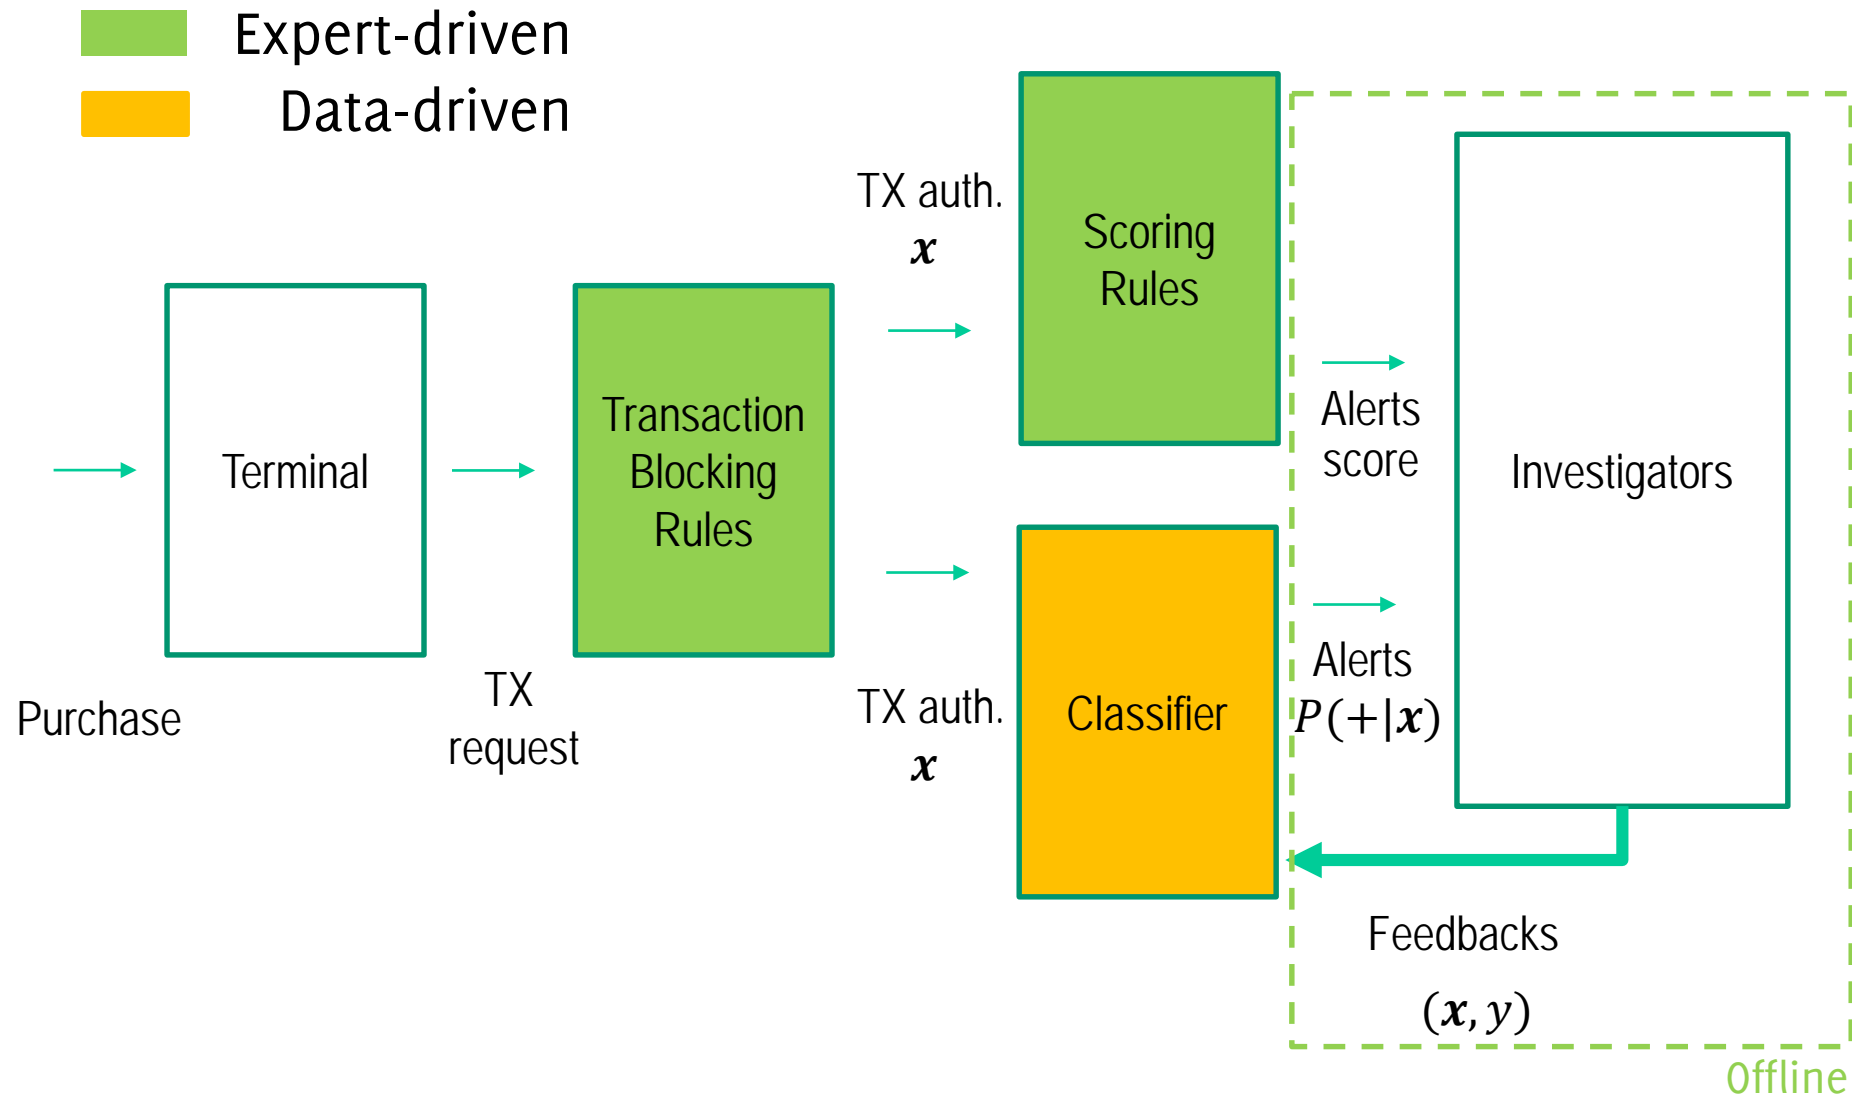 Expert-driven
Data-driven
Purchase
Terminal
TX
request
Transaction
Blocking
Rules
TX auth.
x
Scoring
Rules
TX auth.
x
Classifier
Alerts
score
Alerts
P(+|x)
Investigators
Feedbacks
(x, y)
Offline